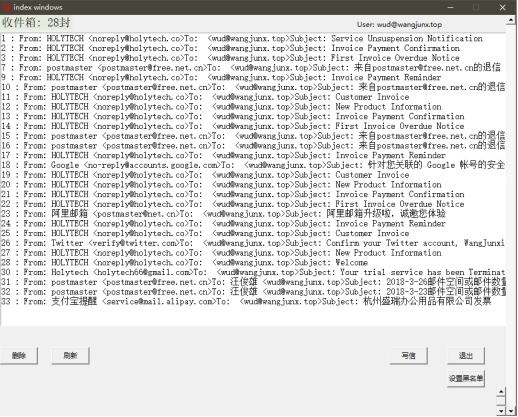 index windows
收件箱: 28封
User: wud@wangjunx.top
1 : From: HOLYTECH <noreply@holytech.co>To:  <wud@wangjunx.top>Subject: Service Unsuspension Notification
2 : From: HOLYTECH <noreply@holytech.co>To:  <wud@wangjunx.top>Subject: Invoice Payment Confirmation
3 : From: HOLYTECH <noreply@holytech.co>To:  <wud@wangjunx.top>Subject: First Invoice Overdue Notice
7 : From: postmaster <postmaster@free.net.cn>To:  <wud@wangjunx.top>Subject: 来自postmaster@free.net.cn的退信
9 : From: HOLYTECH <noreply@holytech.co>To:  <wud@wangjunx.top>Subject: Invoice Payment Reminder
10 : From: postmaster <postmaster@free.net.cn>To:  <wud@wangjunx.top>Subject: 来自postmaster@free.net.cn的退信
11 : From: HOLYTECH <noreply@holytech.co>To:  <wud@wangjunx.top>Subject: Customer Invoice
12 : From: HOLYTECH <noreply@holytech.co>To:  <wud@wangjunx.top>Subject: New Product Information
13 : From: HOLYTECH <noreply@holytech.co>To:  <wud@wangjunx.top>Subject: Invoice Payment Confirmation
14 : From: HOLYTECH <noreply@holytech.co>To:  <wud@wangjunx.top>Subject: First Invoice Overdue Notice
15 : From: postmaster <postmaster@free.net.cn>To:  <wud@wangjunx.top>Subject: 来自postmaster@free.net.cn的退信
16 : From: postmaster <postmaster@free.net.cn>To:  <wud@wangjunx.top>Subject: 来自postmaster@free.net.cn的退信
17 : From: HOLYTECH <noreply@holytech.co>To:  <wud@wangjunx.top>Subject: Invoice Payment Reminder
18 : From: Google <no-reply@accounts.google.com>To:  <wud@wangjunx.top>Subject: 针对您关联的 Google 帐号的安全
19 : From: HOLYTECH <noreply@holytech.co>To:  <wud@wangjunx.top>Subject: Customer Invoice
20 : From: HOLYTECH <noreply@holytech.co>To:  <wud@wangjunx.top>Subject: New Product Information
21 : From: HOLYTECH <noreply@holytech.co>To:  <wud@wangjunx.top>Subject: Invoice Payment Confirmation
22 : From: HOLYTECH <noreply@holytech.co>To:  <wud@wangjunx.top>Subject: First Invoice Overdue Notice
23 : From: 阿里邮箱 <postmaster@net.cn>To:  <wud@wangjunx.top>Subject: 阿里邮箱升级啦, 诚邀您体验
24 : From: HOLYTECH <noreply@holytech.co>To:  <wud@wangjunx.top>Subject: Invoice Payment Reminder
25 : From: HOLYTECH <noreply@holytech.co>To:  <wud@wangjunx.top>Subject: Customer Invoice
26 : From: Twitter <verify@twitter.com>To:  <wud@wangjunx.top>Subject: Confirm your Twitter account, WangJunxi
27 : From: HOLYTECH <noreply@holytech.co>To:  <wud@wangjunx.top>Subject: New Product Information
28 : From: HOLYTECH <noreply@holytech.co>To:  <wud@wangjunx.top>Subject: Welcome
30 : From: Holytech <holytech66@gmail.com>To:  <wud@wangjunx.top>Subject: Your trial service has been Terminat
31 : From: postmaster <postmaster@free.net.cn>To: 汪俊雄 <wud@wangjunx.top>Subject: 2018-3-26邮件空间或邮件数量
32 : From: postmaster <postmaster@free.net.cn>To: 汪俊雄 <wud@wangjunx.top>Subject: 2018-3-23邮件空间或邮件数量
33 : From: 支付宝提醒 <service@mail.alipay.com>To:  <wud@wangjunx.top>Subject: 杭州盛瑞办公用品有限公司发票
删除 刷新 写信 退出
设置黑名单